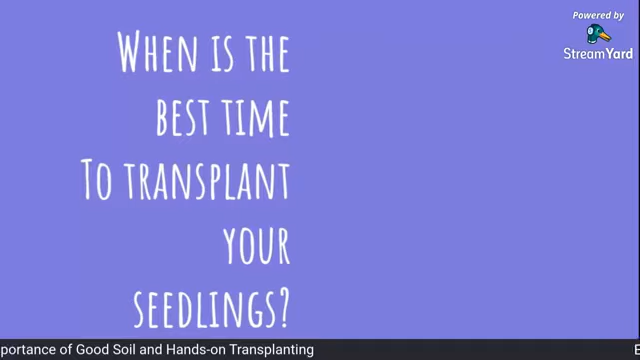 Powered by
StreamYard
WHEN IS THE
BEST TIME
TO TRANSPLANT
YOUR
SEEDLINGS?
of Good Soil and Hands-on Transplanting